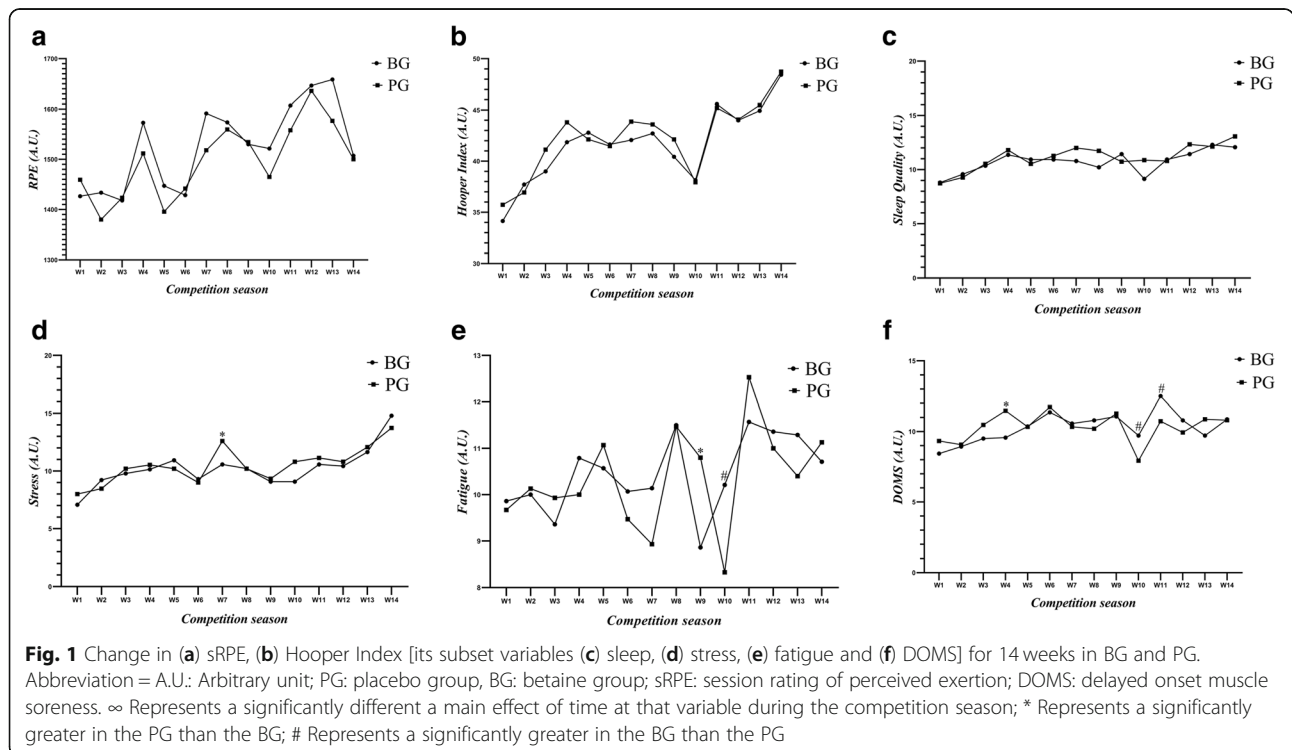 a
1700
1600
1500
1400
1300
RPE (A.U.)
W1 W2 W3 W4 W5 W6 W7 W8 W9 W10 W11 W12 W13 W14
Competition season
BG
PG
b
50
45
40
35
30
Hooper Index (A.U.)
W1 W2 W3 W4 W5 W6 W7 W8 W9 W10 W11 W12 W13 W14
Competition season
BG
PG
c
20
15
10
5
0
Sleep Quality (A.U.)
W1 W2 W3 W4 W5 W6 W7 W8 W9 W10 W11 W12 W13 W14
Competition season
BG
PG
d
20
15
10
5
0
Stress (A.U.)
*
W1 W2 W3 W4 W5 W6 W7 W8 W9 W10 W11 W12 W13 W14
Competition season
BG
PG
e
13
12
11
10
9
8
Fatigue (A.U.)
* #
W1 W2 W3 W4 W5 W6 W7 W8 W9 W10 W11 W12 W13 W14
Competition season
BG
PG
f
15
10
5
0
DOMS (A.U.)
* # #
W1 W2 W3 W4 W5 W6 W7 W8 W9 W10 W11 W12 W13 W14
Competition season
BG
PG
Fig. 1 Change in (a) sRPE, (b) Hooper Index [its subset variables (c) sleep, (d) stress, (e) fatigue and (f) DOMS] for 14 weeks in BG and PG.
Abbreviation = A.U.: Arbitrary unit; PG: placebo group, BG: betaine group; sRPE: session rating of perceived exertion; DOMS: delayed onset muscle
soreness. ∞ Represents a significantly different a main effect of time at that variable during the competition season; * Represents a significantly
greater in the PG than the BG; # Represents a significantly greater in the BG than the PG